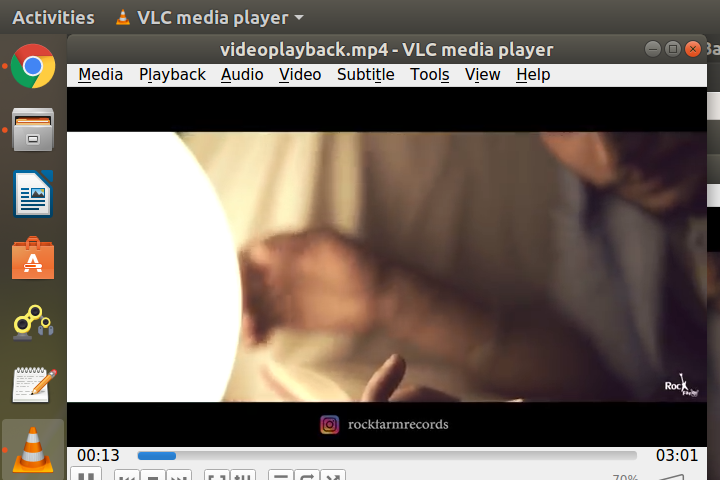 Activities VLC media player
videoplayback.mp4 - VLC media player
Media Playback Audio Video Subtitle Tools View Help
Rock
rockfarmrecords
00:13 03:01
70%